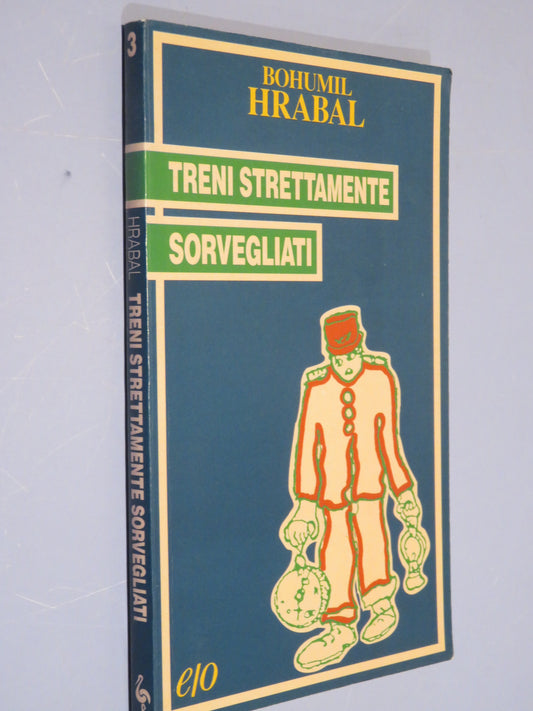 BOHUMIL
HRABAL
TRENI STRETTAMENTE
SORVEGLIATI
e/o
3
HRABAL TRENI STRETTAMENTE SORVEGLIATI